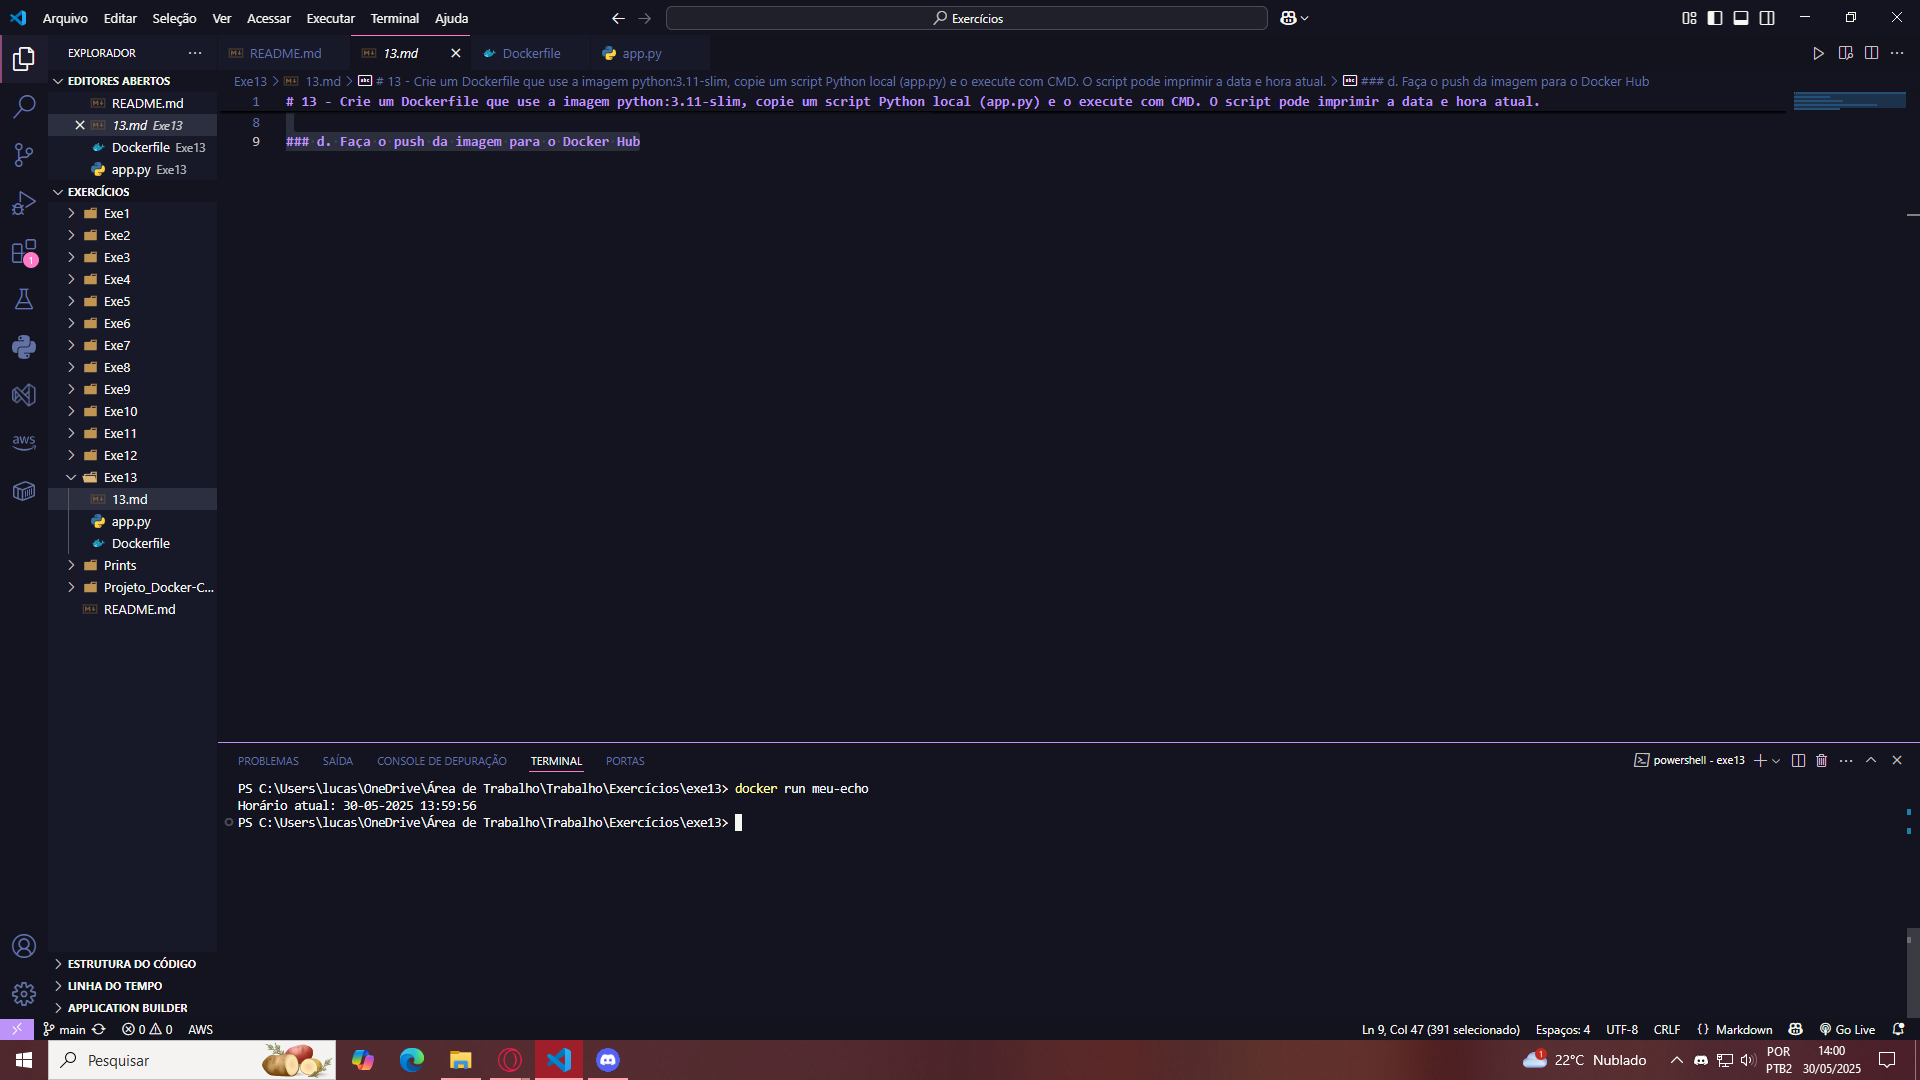 Arquivo Editar Seleção Ver Acessar Executar Terminal Ajuda
Exercícios
EXPLORADOR
README.md 13.md Dockerfile app.py
EDITORES ABERTOS
README.md
13.md Exe13
Dockerfile Exe13
app.py Exe13
EXERCÍCIOS
Exe1
Exe2
Exe3
Exe4
Exe5
Exe6
Exe7
Exe8
Exe9
Exe10
Exe11
Exe12
Exe13
13.md
app.py
Dockerfile
Prints
Projeto_Docker-C...
README.md
ESTRUTURA DO CÓDIGO
LINHA DO TEMPO
APPLICATION BUILDER
1
aws
Exe13 > 13.md > # 13 - Crie um Dockerfile que use a imagem python:3.11-slim, copie um script Python local (app.py) e o execute com CMD. O script pode imprimir a data e hora atual. > ### d. Faça o push da imagem para o Docker Hub
1 # 13 - Crie um Dockerfile que use a imagem python:3.11-slim, copie um script Python local (app.py) e o execute com CMD. O script pode imprimir a data e hora atual.
8
9 ### d. Faça o push da imagem para o Docker Hub
PROBLEMAS SAÍDA CONSOLE DE DEPURAÇÃO TERMINAL PORTAS
powershell - exe13
PS C:\Users\lucas\OneDrive\Área de Trabalho\Trabalho\Exercícios\exe13> docker run meu-echo
Horário atual: 30-05-2025 13:59:56
PS C:\Users\lucas\OneDrive\Área de Trabalho\Trabalho\Exercícios\exe13>
main 0 0 AWS
Ln 9, Col 47 (391 selecionado) Espaços: 4 UTF-8 CRLF {} Markdown Go Live
Pesquisar
1
22°C Nublado
POR
PTB2
14:00
30/05/2025